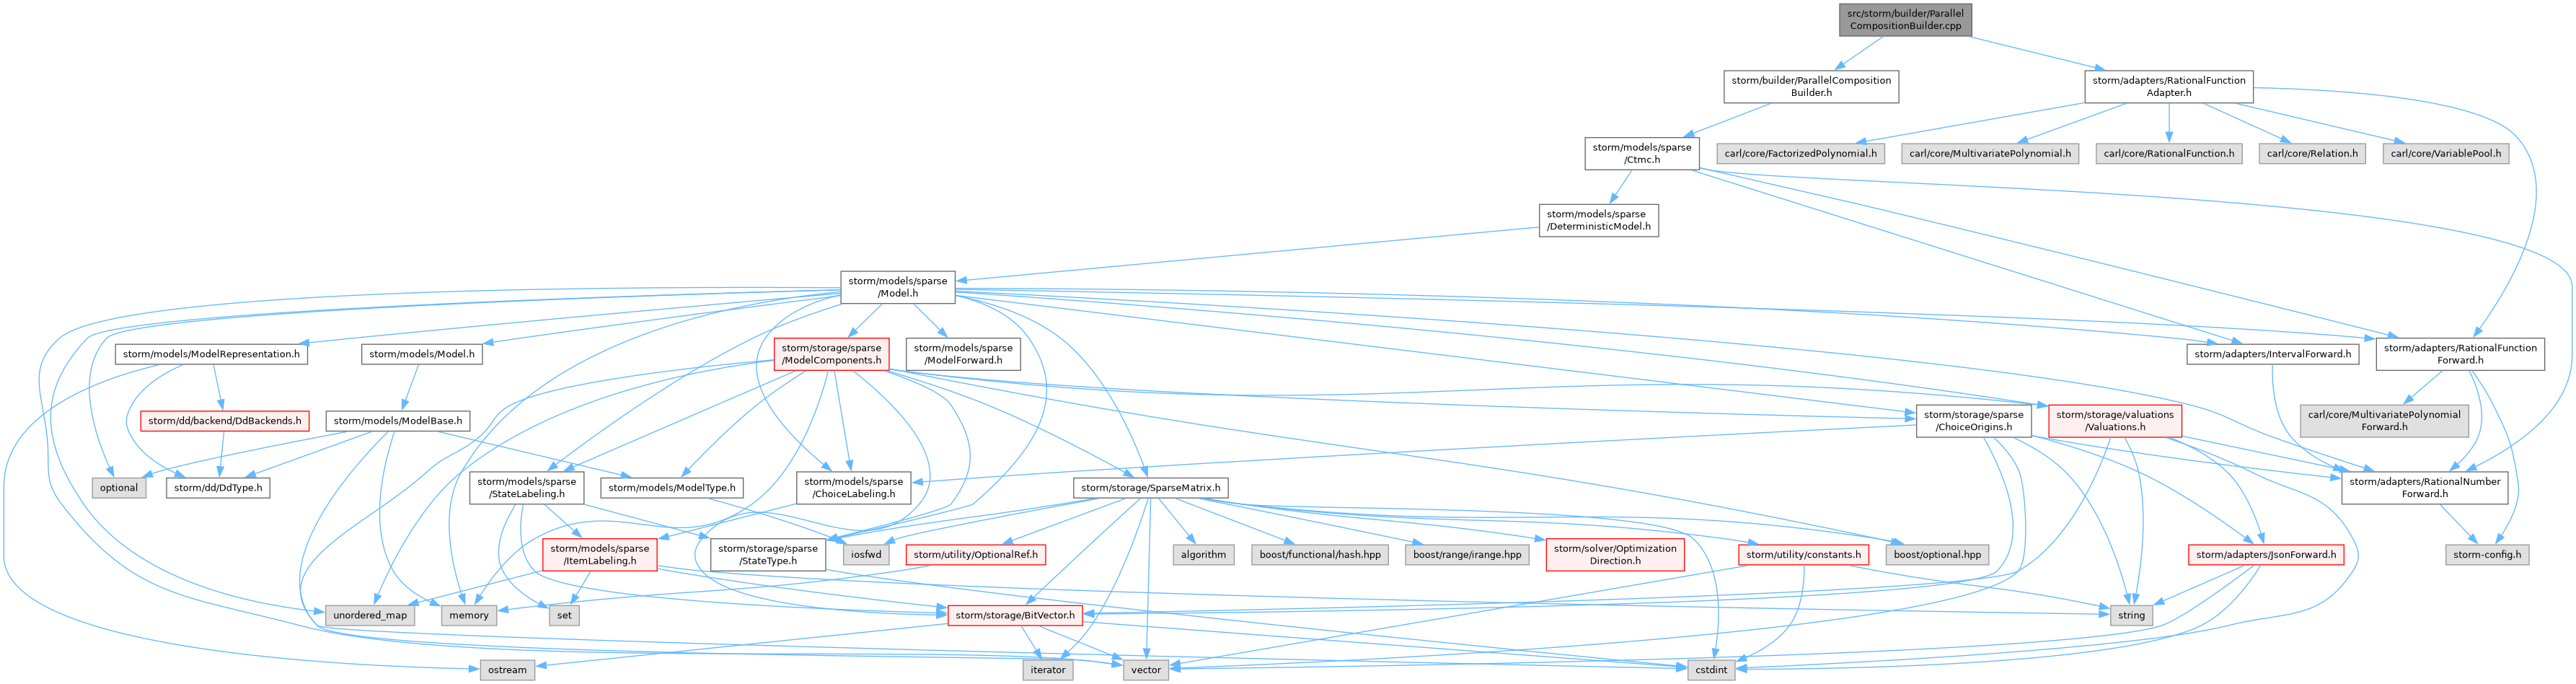 src/storm/builder/Parallel
CompositionBuilder.cpp
storm/builder/ParallelComposition
Builder.h
storm/adapters/RationalFunction
Adapter.h
storm/models/sparse
/Ctmc.h
carl/core/FactorizedPolynomial.h
carl/core/MultivariatePolynomial.h
carl/core/RationalFunction.h
carl/core/Relation.h
carl/core/VariablePool.h
storm/models/sparse
/DeterministicModel.h
storm/models/sparse
/Model.h
storm/models/ModelRepresentation.h
storm/models/Model.h
storm/storage/sparse
/ModelComponents.h
storm/models/sparse
/ModelForward.h
storm/adapters/IntervalForward.h
storm/adapters/RationalFunction
Forward.h
storm/dd/backend/DdBackends.h
storm/models/ModelBase.h
storm/storage/sparse
/ChoiceOrigins.h
storm/storage/valuations
/Valuations.h
carl/core/MultivariatePolynomial
Forward.h
optional
storm/dd/DdType.h
storm/models/sparse
/StateLabeling.h
storm/models/ModelType.h
storm/models/sparse
/ChoiceLabeling.h
storm/storage/SparseMatrix.h
storm/adapters/RationalNumber
Forward.h
storm/models/sparse
/ItemLabeling.h
storm/storage/sparse
/StateType.h
iosfwd
storm/utility/OptionalRef.h
algorithm
boost/functional/hash.hpp
boost/range/irange.hpp
storm/solver/Optimization
Direction.h
storm/utility/constants.h
boost/optional.hpp
storm/adapters/JsonForward.h
storm-config.h
unordered_map
memory
set
storm/storage/BitVector.h
string
ostream
iterator
vector
cstdint